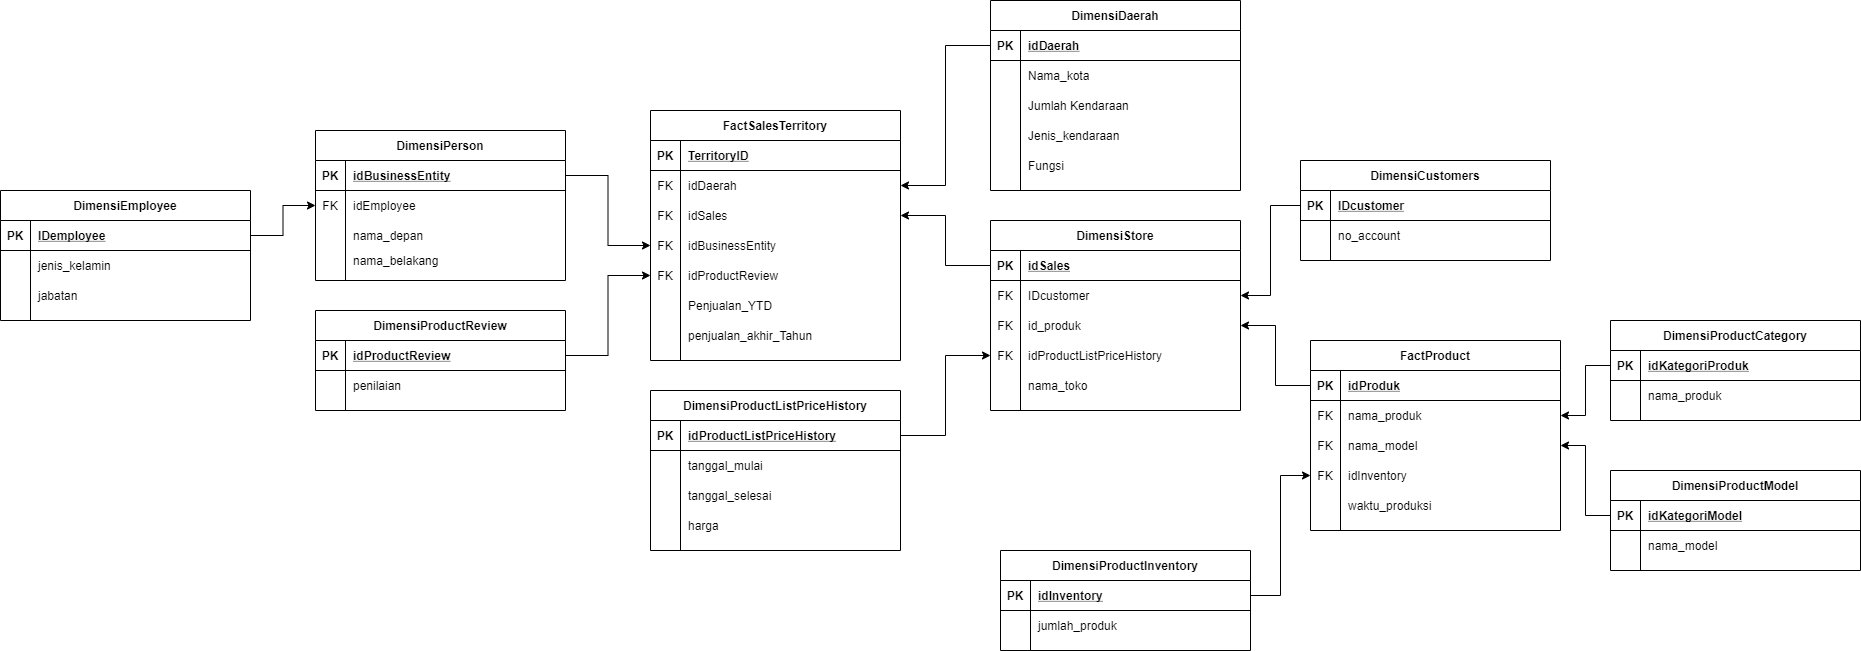 DimensiEmployee
PK IDemployee
jenis_kelamin
jabatan
DimensiPerson
PK idBusinessEntity
FK idEmployee
nama_depan
nama_belakang
DimensiProductReview
PK idProductReview
penilaian
FactSalesTerritory
PK TerritoryID
FK idDaerah
FK idSales
FK idBusinessEntity
FK idProductReview
Penjualan_YTD
penjualan_akhir_Tahun
DimensiProductListPriceHistory
PK idProductListPriceHistory
tanggal_mulai
tanggal_selesai
harga
DimensiDaerah
PK idDaerah
Nama_kota
Jumlah Kendaraan
Jenis_kendaraan
Fungsi
DimensiStore
PK idSales
FK IDcustomer
FK id_produk
FK idProductListPriceHistory
nama_toko
DimensiProductInventory
PK idInventory
jumlah_produk
DimensiCustomers
PK IDcustomer
no_account
FactProduct
PK idProduk
FK nama_produk
FK nama_model
FK idInventory
waktu_produksi
DimensiProductCategory
PK idKategoriProduk
nama_produk
DimensiProductModel
PK idKategoriModel
nama_model